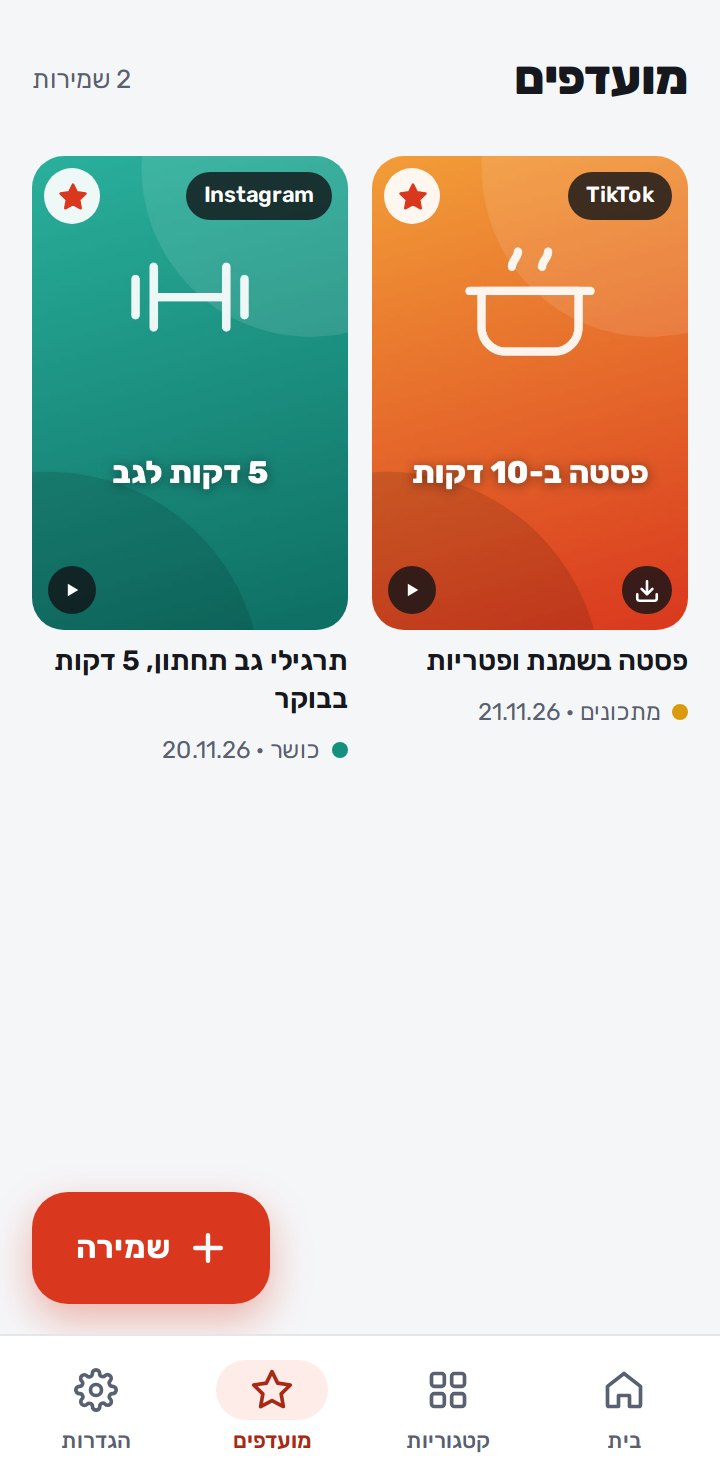 מועדפים
2 שמירות
TikTok
פסטה ב-10 דקות
פסטה בשמנת ופטריות
מתכונים • 21.11.26
Instagram
5 דקות לגב
תרגילי גב תחתון, 5 דקות
בבוקר
כושר • 20.11.26
שמירה
בית
קטגוריות
מועדפים
הגדרות